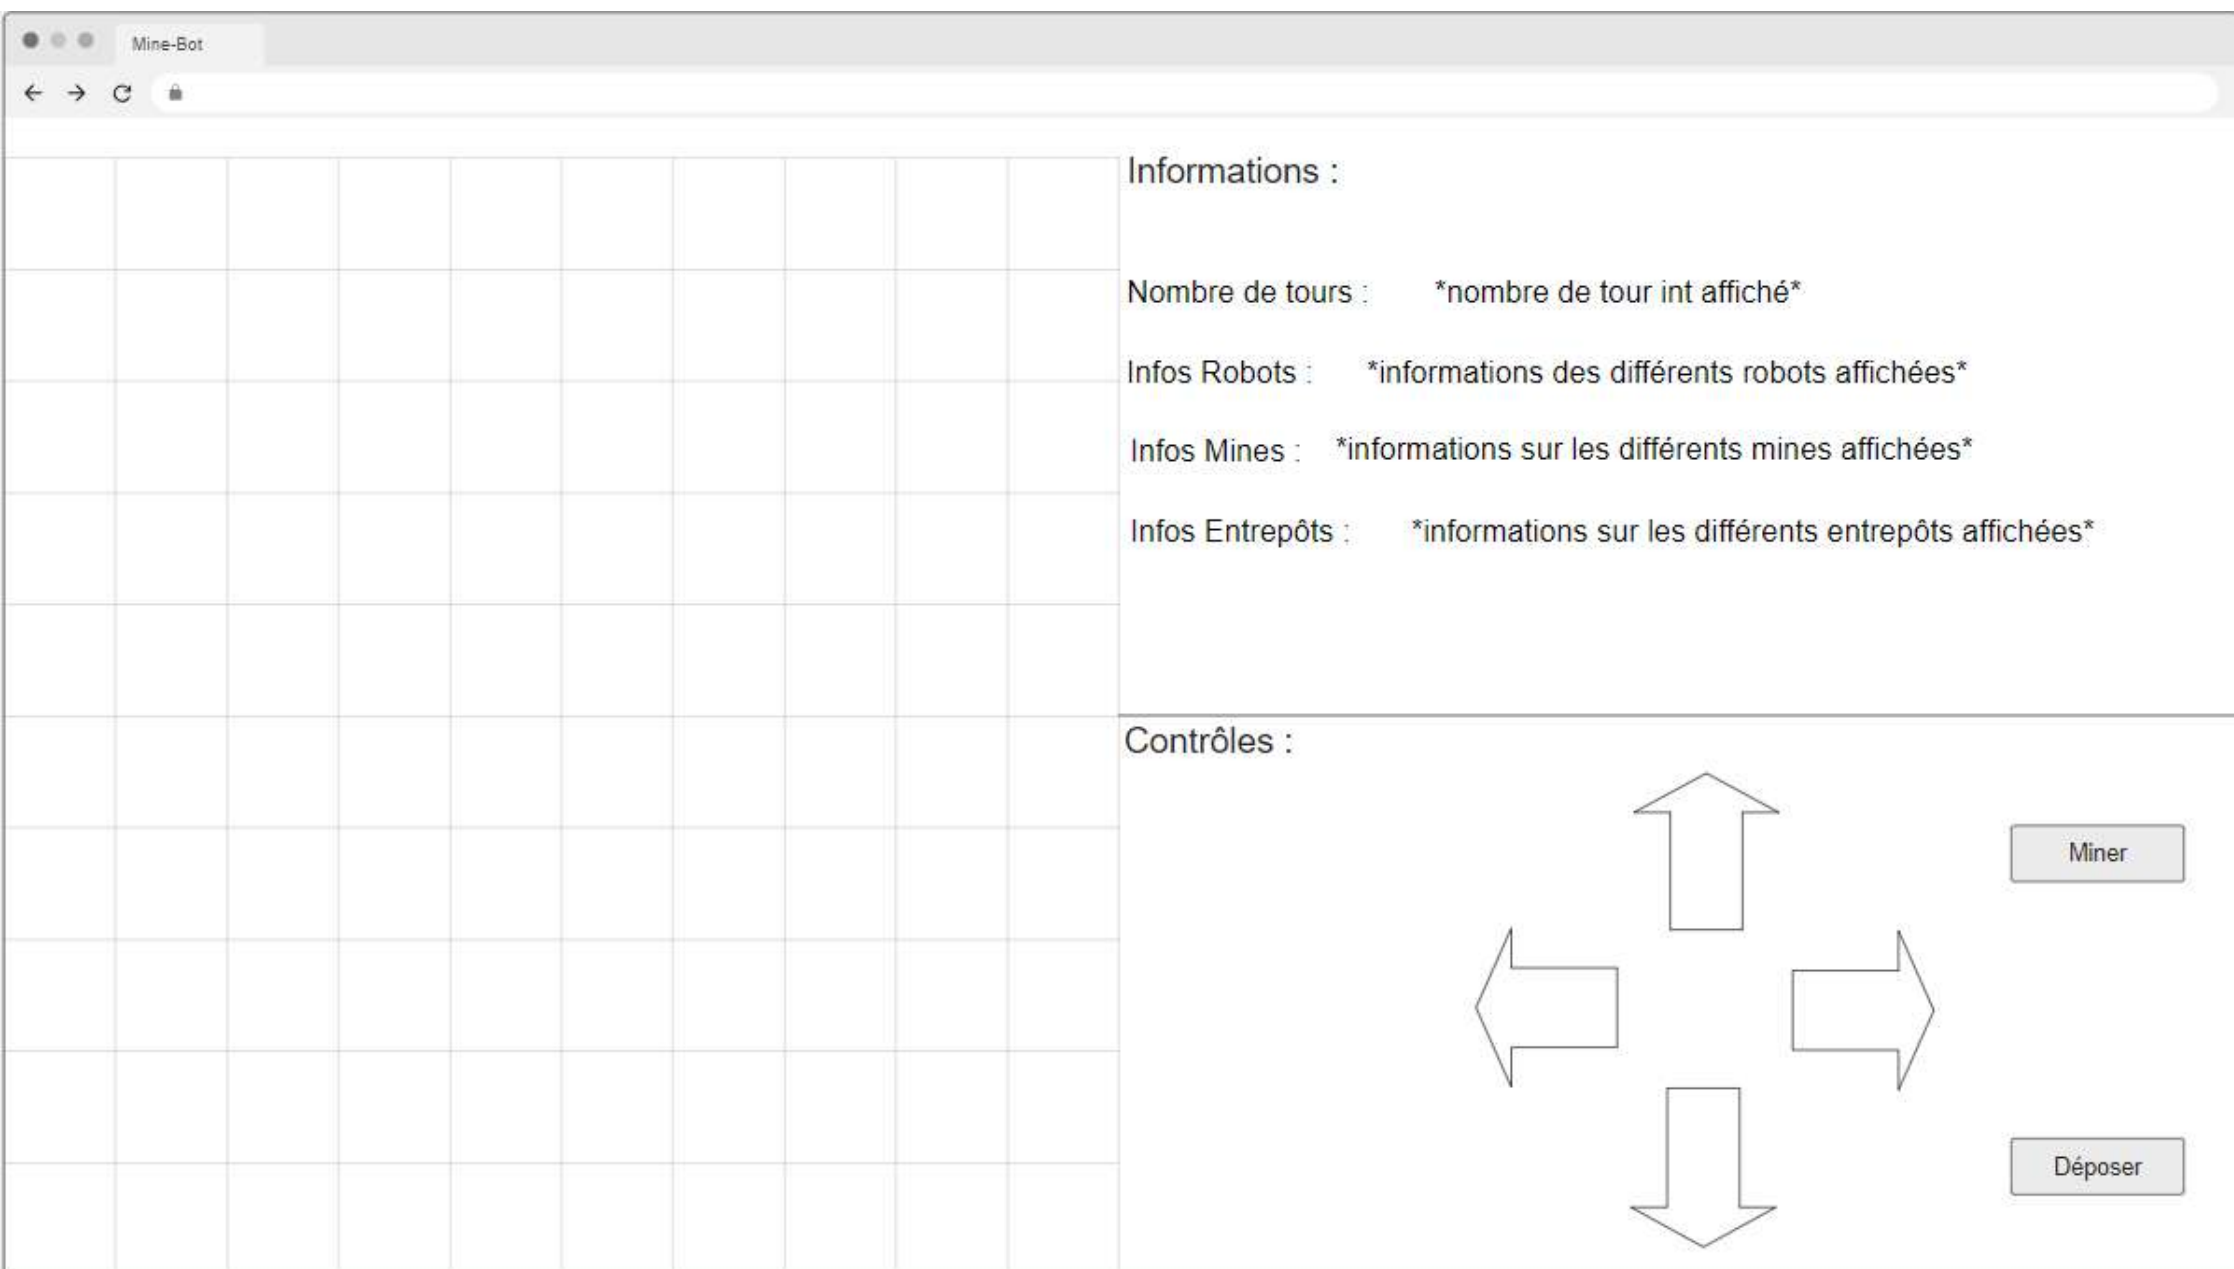 Mine-Bot
Informations :
Nombre de tours : *nombre de tour int affiché*
Infos Robots : *informations des différents robots affichées*
Infos Mines : *informations sur les différents mines affichées*
Infos Entrepôts : *informations sur les différents entrepôts affichées*
Contrôles :
Miner
Déposer